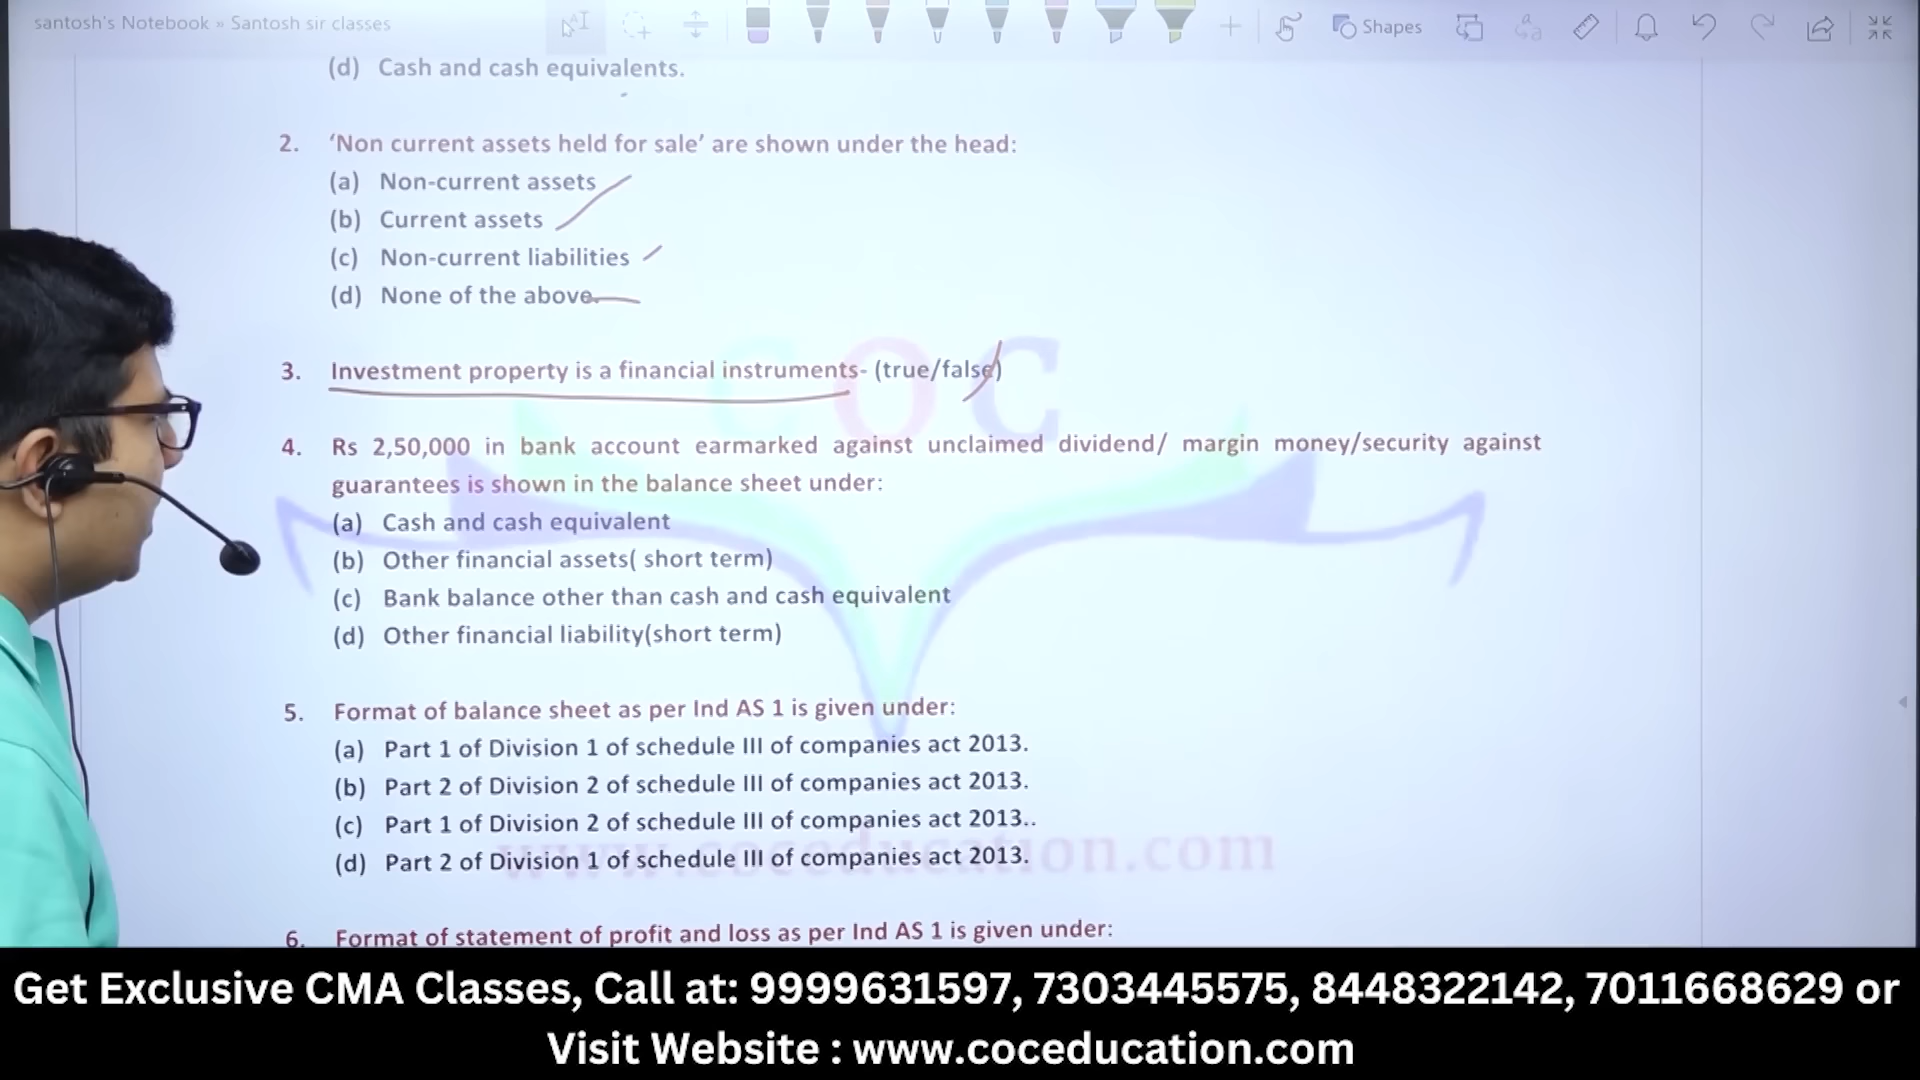 santosh's Notebook » Santosh sir classes
Shapes
(d) Cash and cash equivalents.
2. ‘Non current assets held for sale’ are shown under the head:
(a) Non-current assets
(b) Current assets
(c) Non-current liabilities
(d) None of the above.
3. Investment property is a financial instruments- (true/false)
4. Rs 2,50,000 in bank account earmarked against unclaimed dividend/ margin money/security against
guarantees is shown in the balance sheet under:
(a) Cash and cash equivalent
(b) Other financial assets( short term)
(c) Bank balance other than cash and cash equivalent
(d) Other financial liability(short term)
5. Format of balance sheet as per Ind AS 1 is given under:
(a) Part 1 of Division 1 of schedule III of companies act 2013.
(b) Part 2 of Division 2 of schedule III of companies act 2013.
(c) Part 1 of Division 2 of schedule III of companies act 2013..
(d) Part 2 of Division 1 of schedule III of companies act 2013.
6. Format of statement of profit and loss as per Ind AS 1 is given under:
COC
www.coceducation.com
Get Exclusive CMA Classes, Call at: 9999631597, 7303445575, 8448322142, 7011668629 or
Visit Website : www.coceducation.com